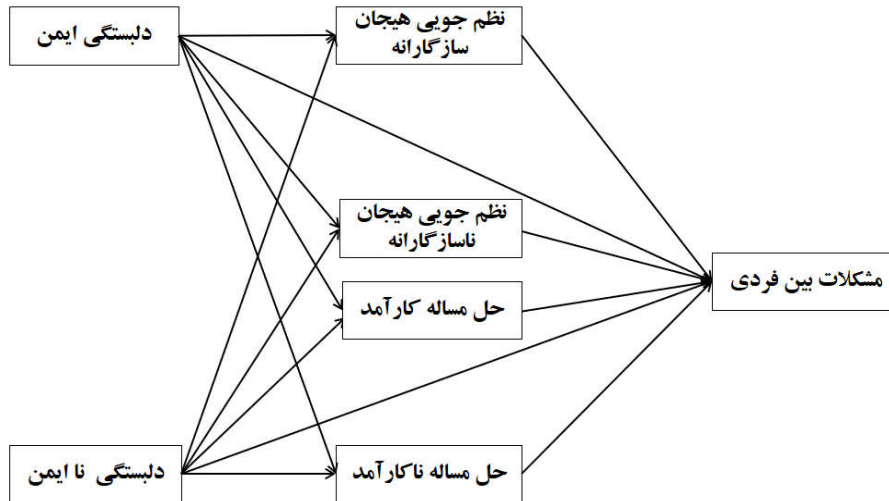 دلبستگی ایمن
نظم جویی هیجان
سازگارانه
نظم جویی هیجان
ناسازگارانه
حل مساله کارآمد
مشکلات بین فردی
دلبستگی نا ایمن
حل مساله ناکارآمد